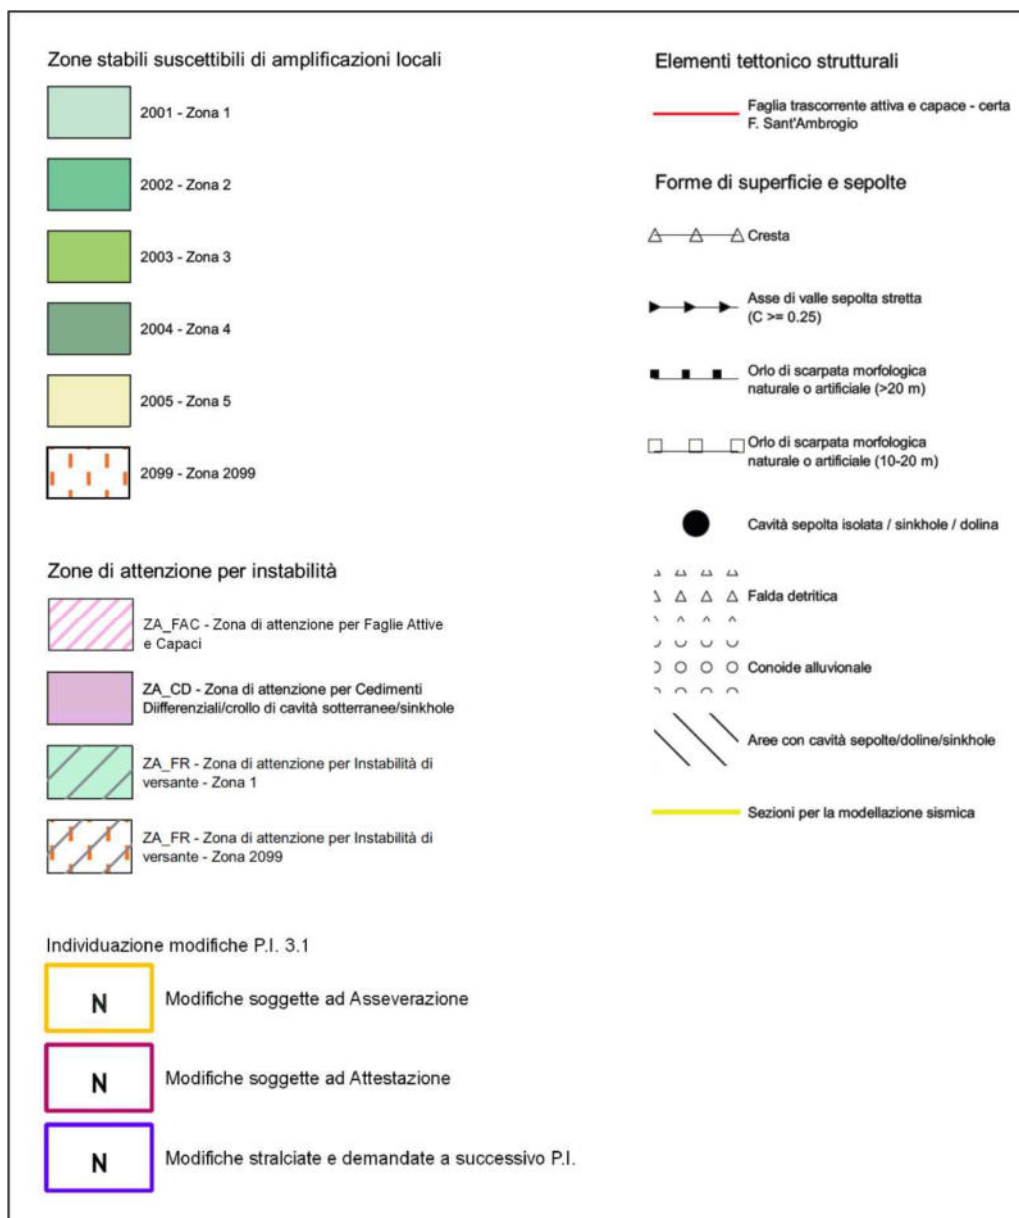 Zone stabili suscettibili di amplificazioni locali
2001 - Zona 1
2002 - Zona 2
2003 - Zona 3
2004 - Zona 4
2005 - Zona 5
2099 - Zona 2099
Zone di attenzione per instabilità
ZA_FAC - Zona di attenzione per Faglie Attive
e Capaci
ZA_CD - Zona di attenzione per Cedimenti
Diifferenziali/crollo di cavità sotterranee/sinkhole
ZA_FR - Zona di attenzione per Instabilità di
versante - Zona 1
ZA_FR - Zona di attenzione per Instabilità di
versante - Zona 2099
Individuazione modifiche P.I. 3.1
N
Modifiche soggette ad Asseverazione
N
Modifiche soggette ad Attestazione
N
Modifiche stralciate e demandate a successivo P.I.
Elementi tettonico strutturali
Faglia trascorrente attiva e capace - certa
F. Sant'Ambrogio
Forme di superficie e sepolte
Cresta
Asse di valle sepolta stretta
(C >= 0.25)
Orlo di scarpata morfologica
naturale o artificiale (>20 m)
Orlo di scarpata morfologica
naturale o artificiale (10-20 m)
Cavità sepolta isolata / sinkhole / dolina
Falda detritica
Conoide alluvionale
Aree con cavità sepolte/doline/sinkhole
Sezioni per la modellazione sismica